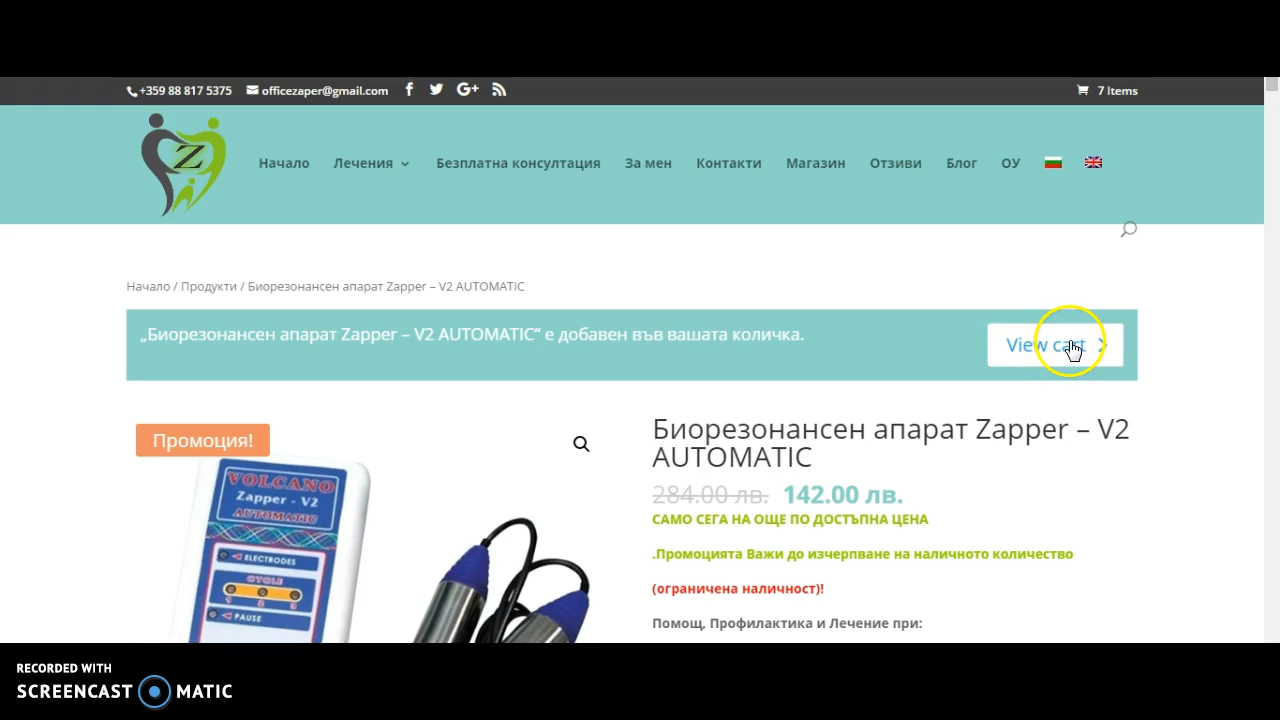 +359 88 817 5375
officezaper@gmail.com
7 Items
Z
Начало
Лечения
Безплатна консултация
За мен
Контакти
Магазин
Отзиви
Блог
ОУ
Начало / Продукти / Биорезонансен апарат Zapper – V2 AUTOMATIC
„Биорезонансен апарат Zapper – V2 AUTOMATIC“ е добавен във вашата количка.
View cart
Промоция!
VOLCANO
Zapper - V2
AUTOMATIC
ELECTRODES
CYCLE
1 2 3
PAUSE
Биорезонансен апарат Zapper – V2
AUTOMATIC
284.00 лв. 142.00 лв.
САМО СЕГА НА ОЩЕ ПО ДОСТЪПНА ЦЕНА
.Промоцията Важи до изчерпване на наличното количество
(ограничена наличност)!
Помощ, Профилактика и Лечение при:
RECORDED WITH
SCREENCAST MATIC